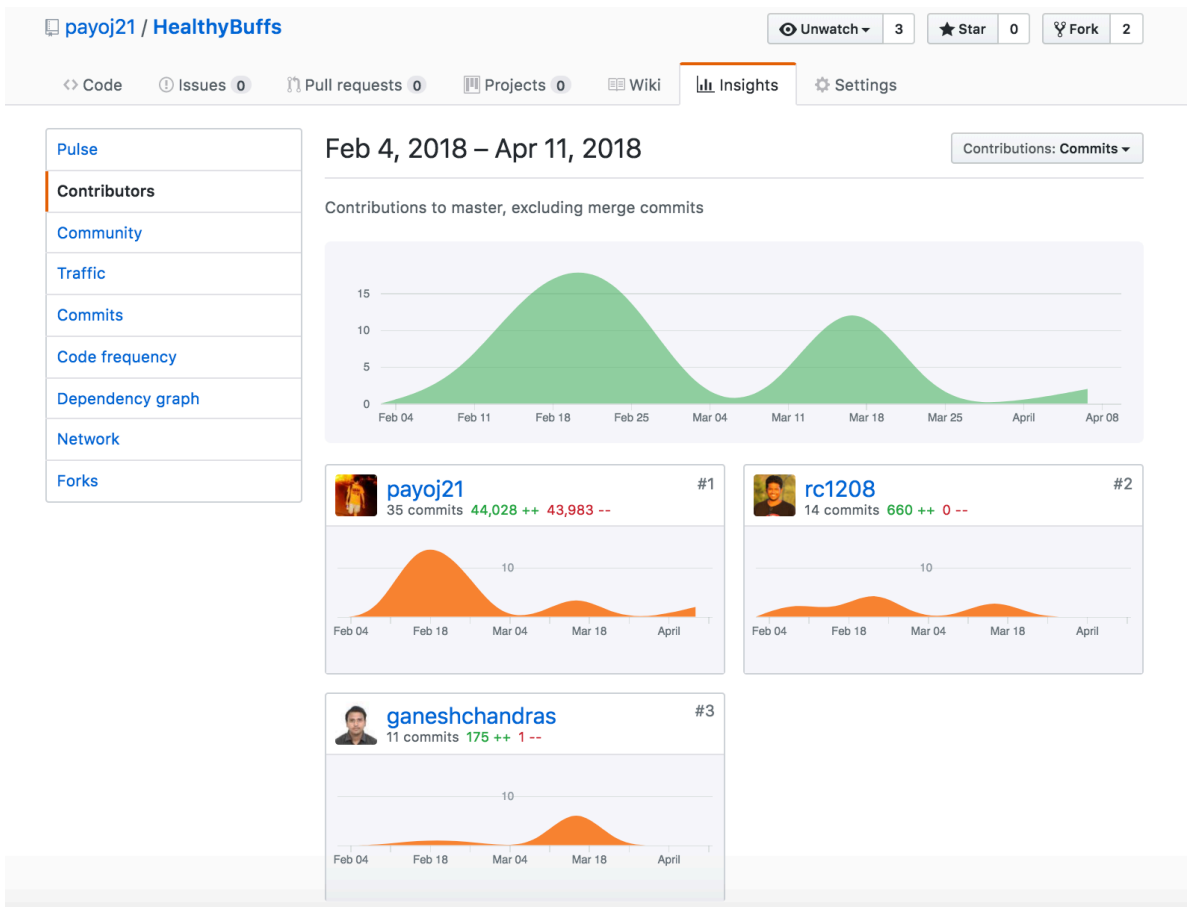 payoj21 / HealthyBuffs
Unwatch 3 Star 0 Fork 2
Code Issues 0 Pull requests 0 Projects 0 Wiki Insights Settings
Pulse
Contributors
Community
Traffic
Commits
Code frequency
Dependency graph
Network
Forks
Feb 4, 2018 – Apr 11, 2018
Contributions: Commits
Contributions to master, excluding merge commits
15
10
5
0
Feb 04 Feb 11 Feb 18 Feb 25 Mar 04 Mar 11 Mar 18 Mar 25 April Apr 08
payoj21 #1
35 commits 44,028 ++ 43,983 --
10
Feb 04 Feb 18 Mar 04 Mar 18 April
rc1208 #2
14 commits 660 ++ 0 --
10
Feb 04 Feb 18 Mar 04 Mar 18 April
ganeshchandras #3
11 commits 175 ++ 1 --
10
Feb 04 Feb 18 Mar 04 Mar 18 April